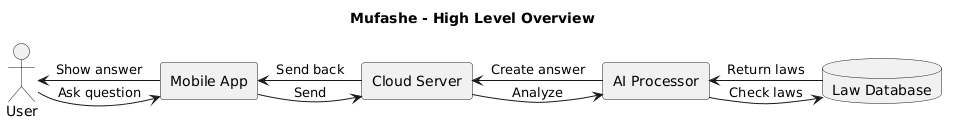 Mufashe - High Level Overview
Show answer
Send back
Create answer
Return laws
Mobile App
Cloud Server
AI Processor
Law Database
Ask question
Send
Analyze
Check laws
User